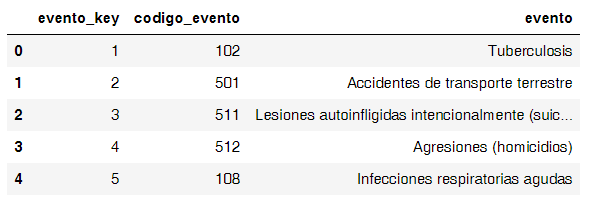 evento_key codigo_evento evento
0 1 102 Tuberculosis
1 2 501 Accidentes de transporte terrestre
2 3 511 Lesiones autoinfligidas intencionalmente (suic...
3 4 512 Agresiones (homicidios)
4 5 108 Infecciones respiratorias agudas